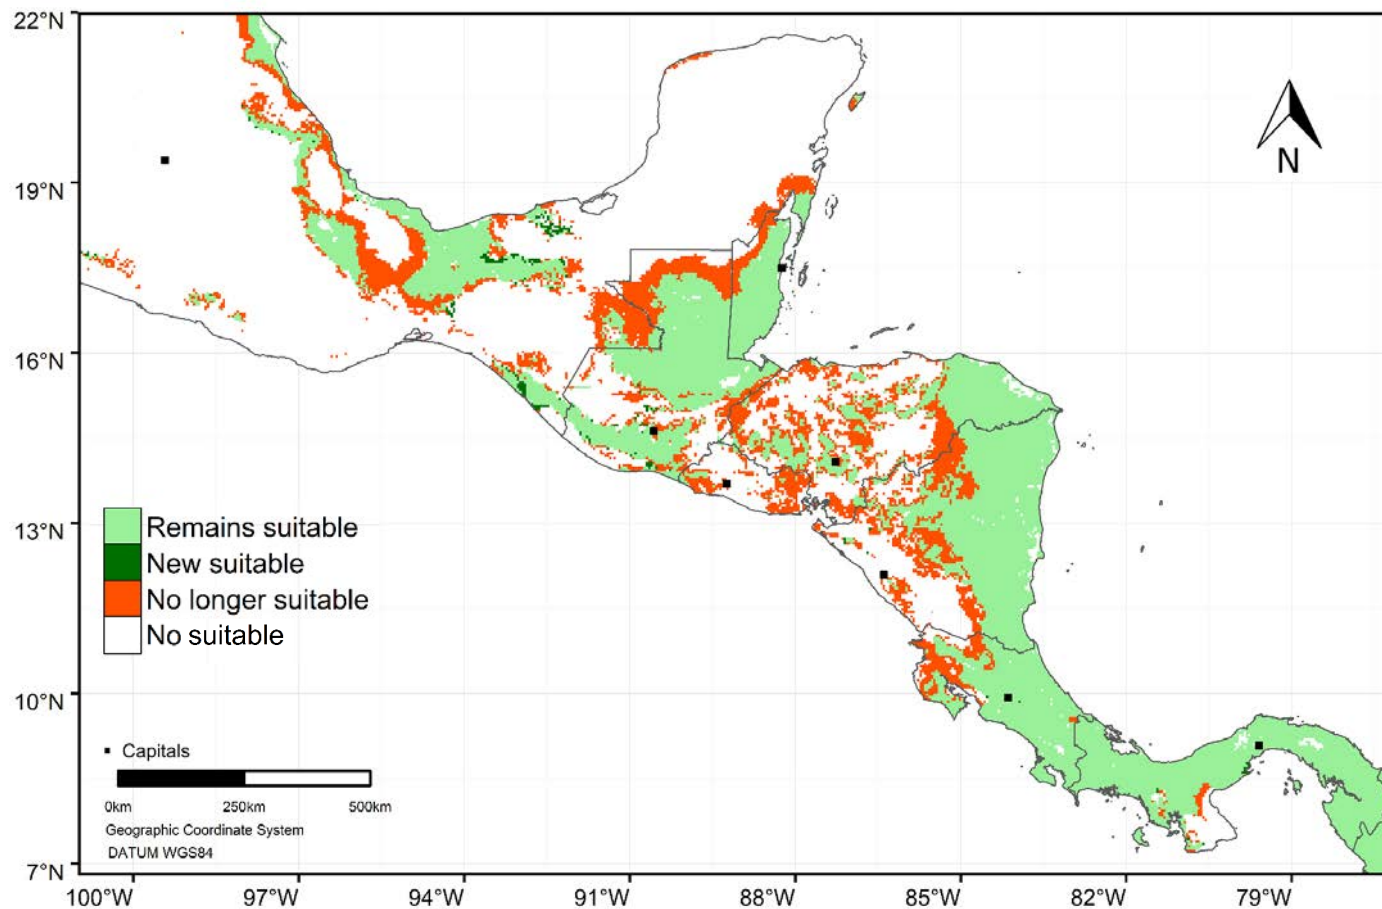 22°N
19°N
16°N
13°N
10°N
7°N
N
Remains suitable
New suitable
No longer suitable
No suitable
Capitals
0km 250km 500km
Geographic Coordinate System
DATUM WGS84
100°W 97°W 94°W 91°W 88°W 85°W 82°W 79°W